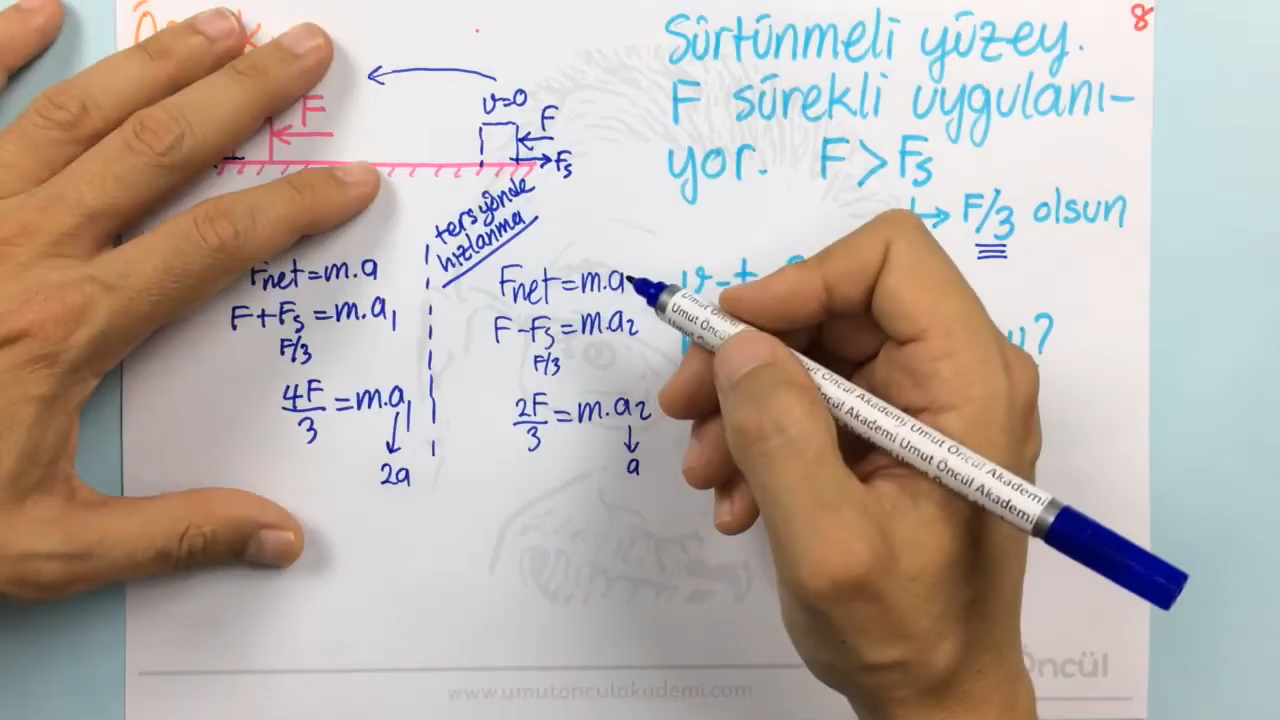 8
Sürtünmeli yüzey.
F sürekli uygulanı-
yor. F > Fs
↳ F/3 olsun
v-t
F
v=0
F
Fs
ters yönde
hızlanma
Fnet=m.a
F+Fs=m.a1
F/3
4F/3=m.a1
2a
Fnet=m.a
F-Fs=m.a2
F/3
2F/3=m.a2
a
Umut Öncül Akademi Umut Öncül Akademi
Öncül
www.umutonculakademi.com